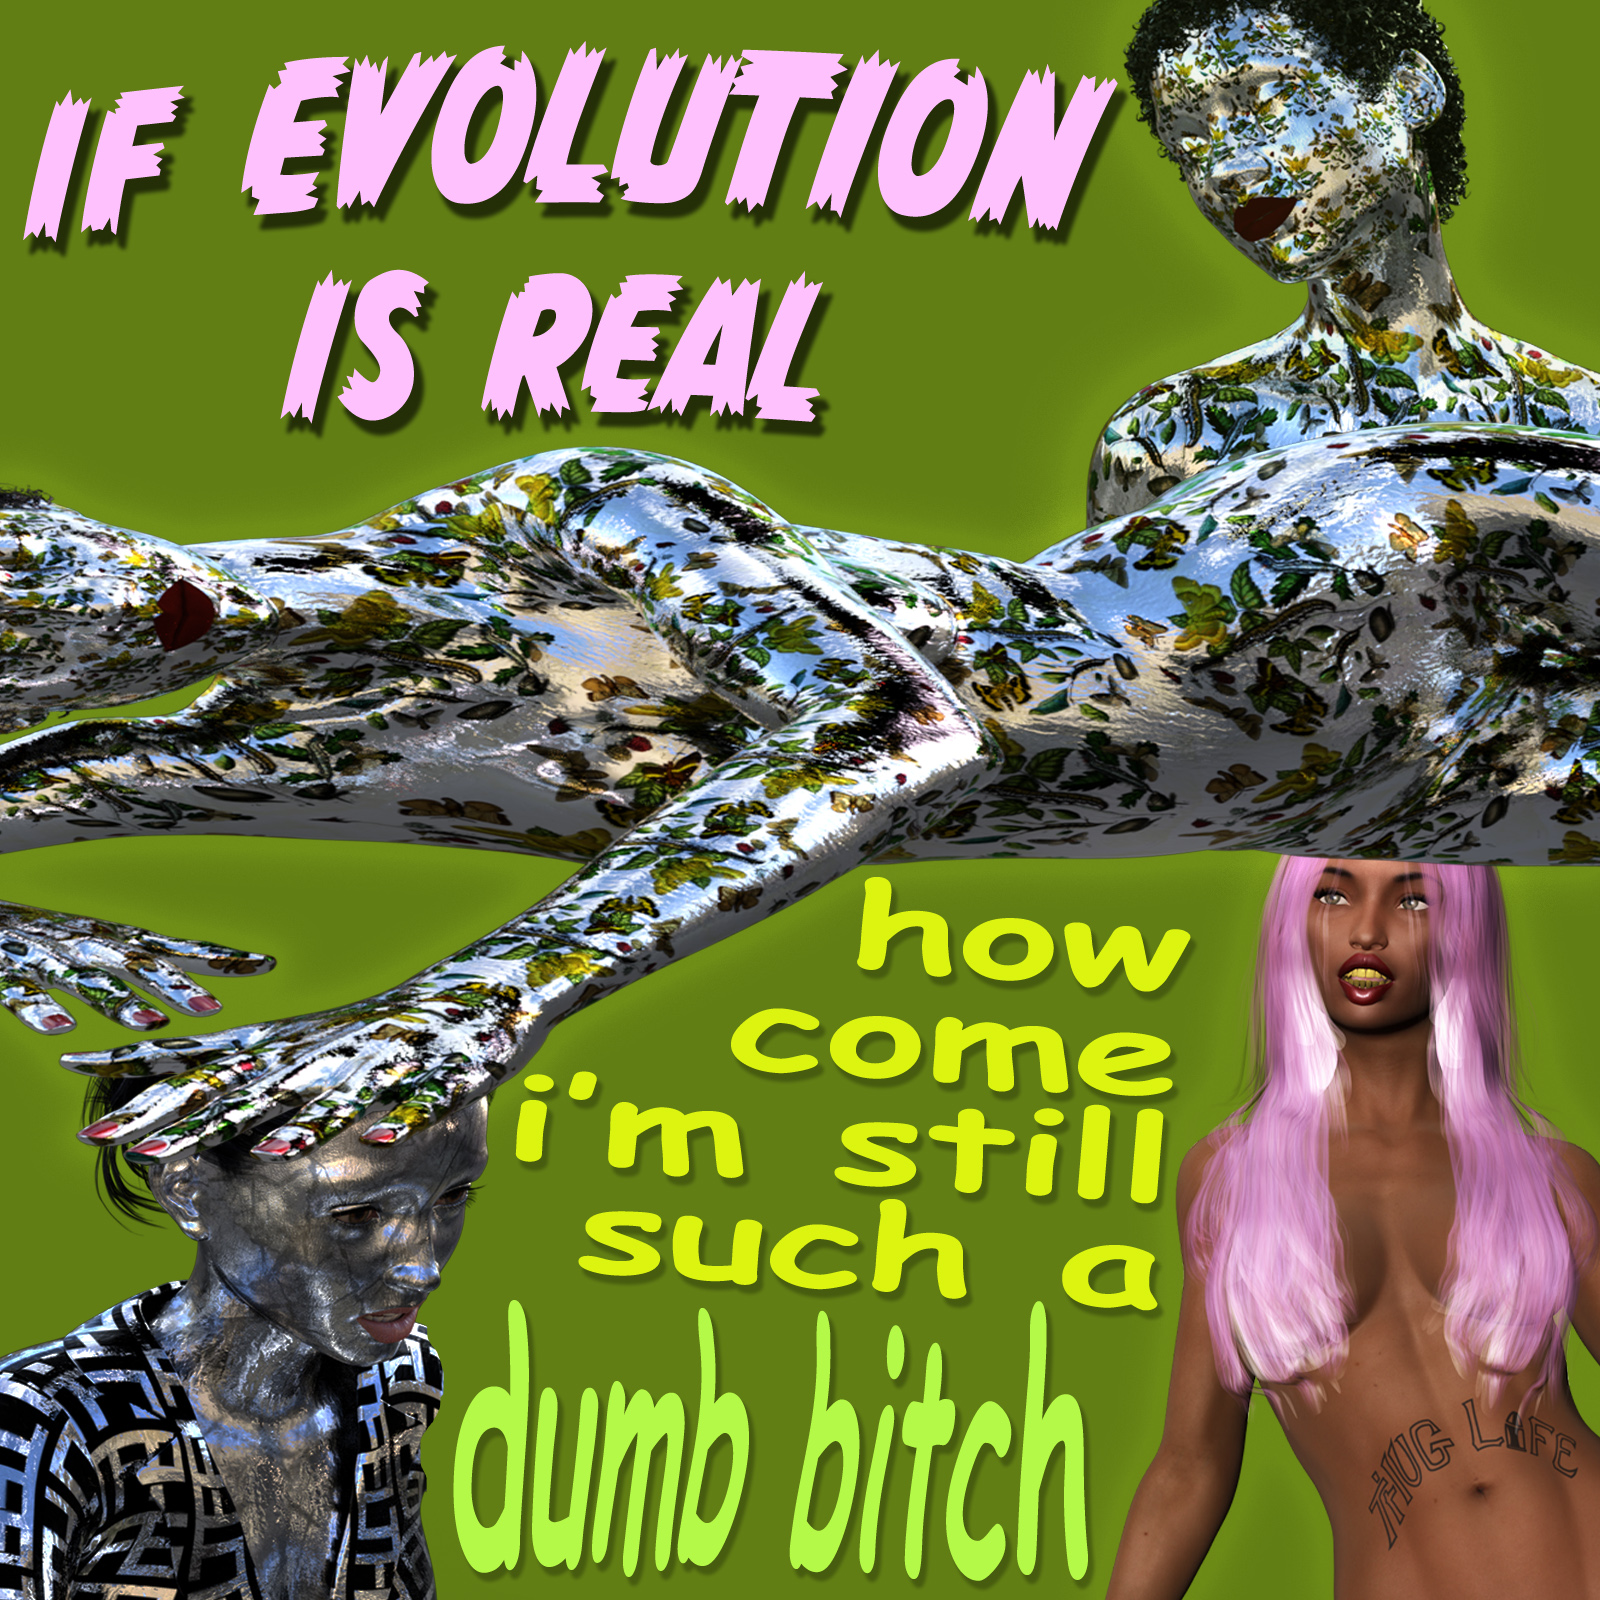 IF EVOLUTION
IS REAL
how
come
i'm still
such a
dumb bitch
THUG LIFE